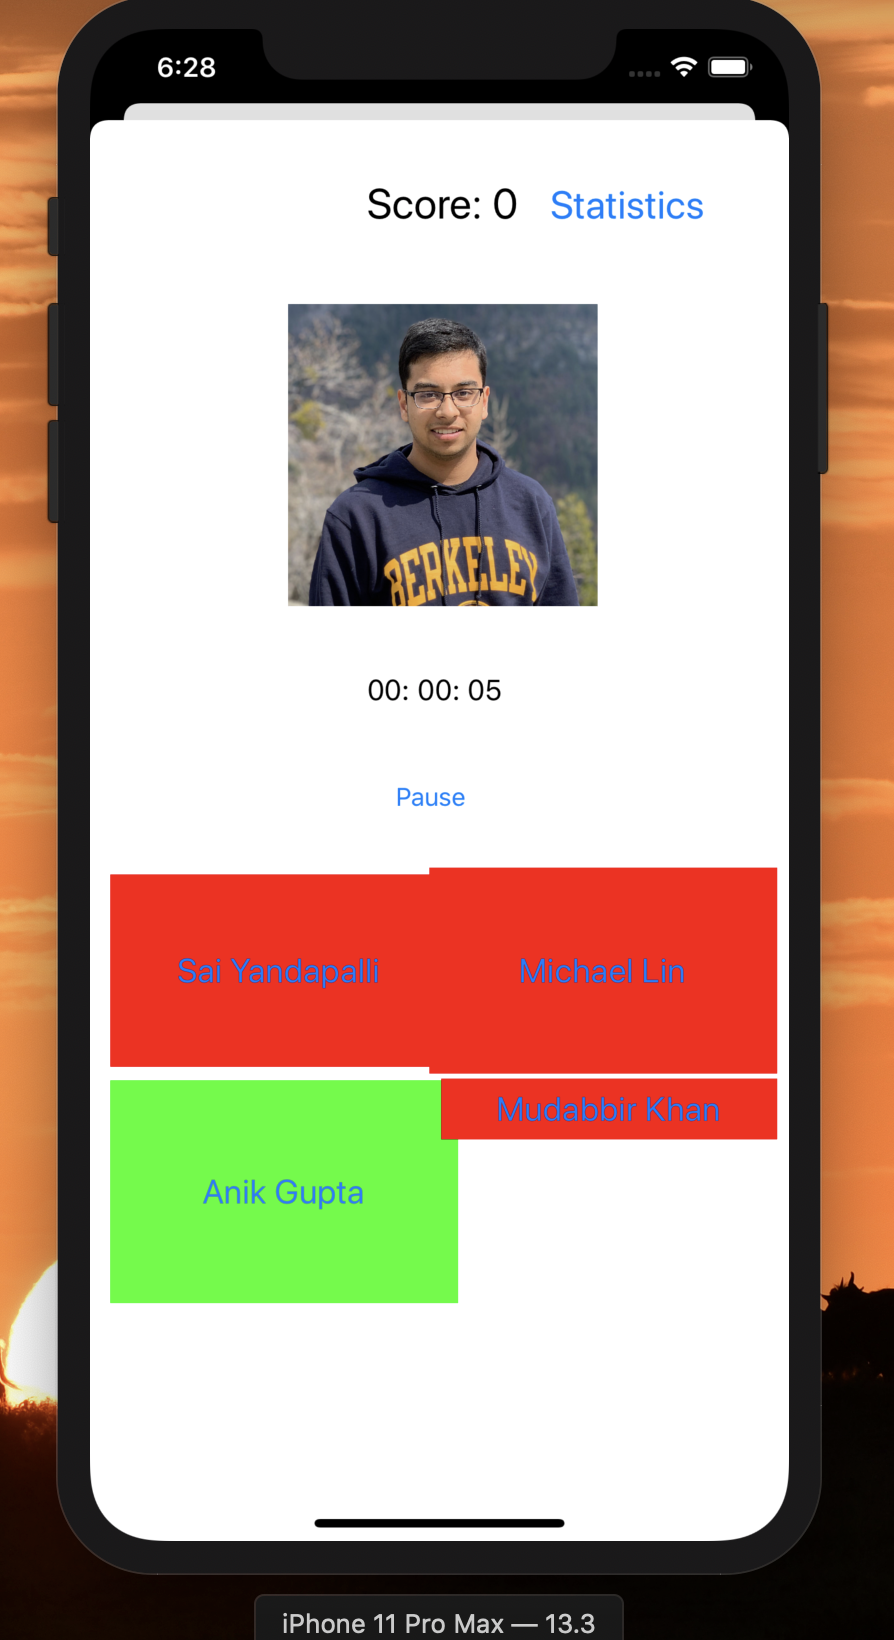 6:28
Score: 0 Statistics
BERKELEY
00: 00: 05
Pause
Sai Yandapalli Michael Lin
Mudabbir Khan
Anik Gupta
iPhone 11 Pro Max — 13.3